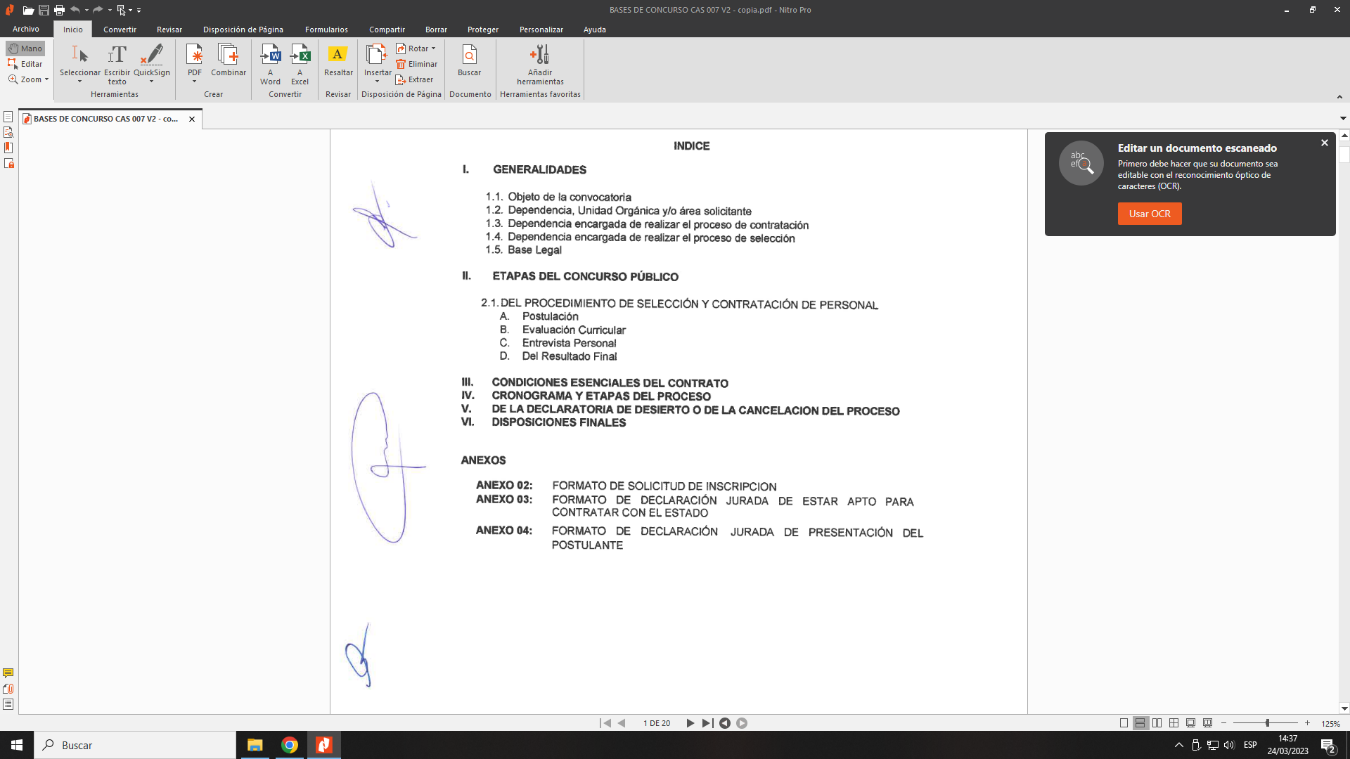 BASES DE CONCURSO CAS 007 V2 - copia.pdf - Nitro Pro
Archivo Inicio Convertir Revisar Disposición de Página Formularios Compartir Borrar Proteger Personalizar Ayuda
Mano
Editar
Zoom
Seleccionar
Escribir texto
QuickSign
Herramientas
PDF
Combinar
Crear
A Word
A Excel
Convertir
Resaltar
Revisar
Insertar
Rotar
Eliminar
Extraer
Disposición de Página
Buscar
Documento
Añadir herramientas
Herramientas favoritas
BASES DE CONCURSO CAS 007 V2 - co...
INDICE
I. GENERALIDADES
1.1. Objeto de la convocatoria
1.2. Dependencia, Unidad Orgánica y/o área solicitante
1.3. Dependencia encargada de realizar el proceso de contratación
1.4. Dependencia encargada de realizar el proceso de selección
1.5. Base Legal
II. ETAPAS DEL CONCURSO PÚBLICO
2.1. DEL PROCEDIMIENTO DE SELECCIÓN Y CONTRATACIÓN DE PERSONAL
A. Postulación
B. Evaluación Curricular
C. Entrevista Personal
D. Del Resultado Final
III. CONDICIONES ESENCIALES DEL CONTRATO
IV. CRONOGRAMA Y ETAPAS DEL PROCESO
V. DE LA DECLARATORIA DE DESIERTO O DE LA CANCELACION DEL PROCESO
VI. DISPOSICIONES FINALES
ANEXOS
ANEXO 02: FORMATO DE SOLICITUD DE INSCRIPCION
ANEXO 03: FORMATO DE DECLARACIÓN JURADA DE ESTAR APTO PARA
CONTRATAR CON EL ESTADO
ANEXO 04: FORMATO DE DECLARACIÓN JURADA DE PRESENTACIÓN DEL
POSTULANTE
abc
ef
Editar un documento escaneado
Primero debe hacer que su documento sea
editable con el reconocimiento óptico de
caracteres (OCR).
Usar OCR
1 DE 20
125%
Buscar
ESP
14:37
24/03/2023
2